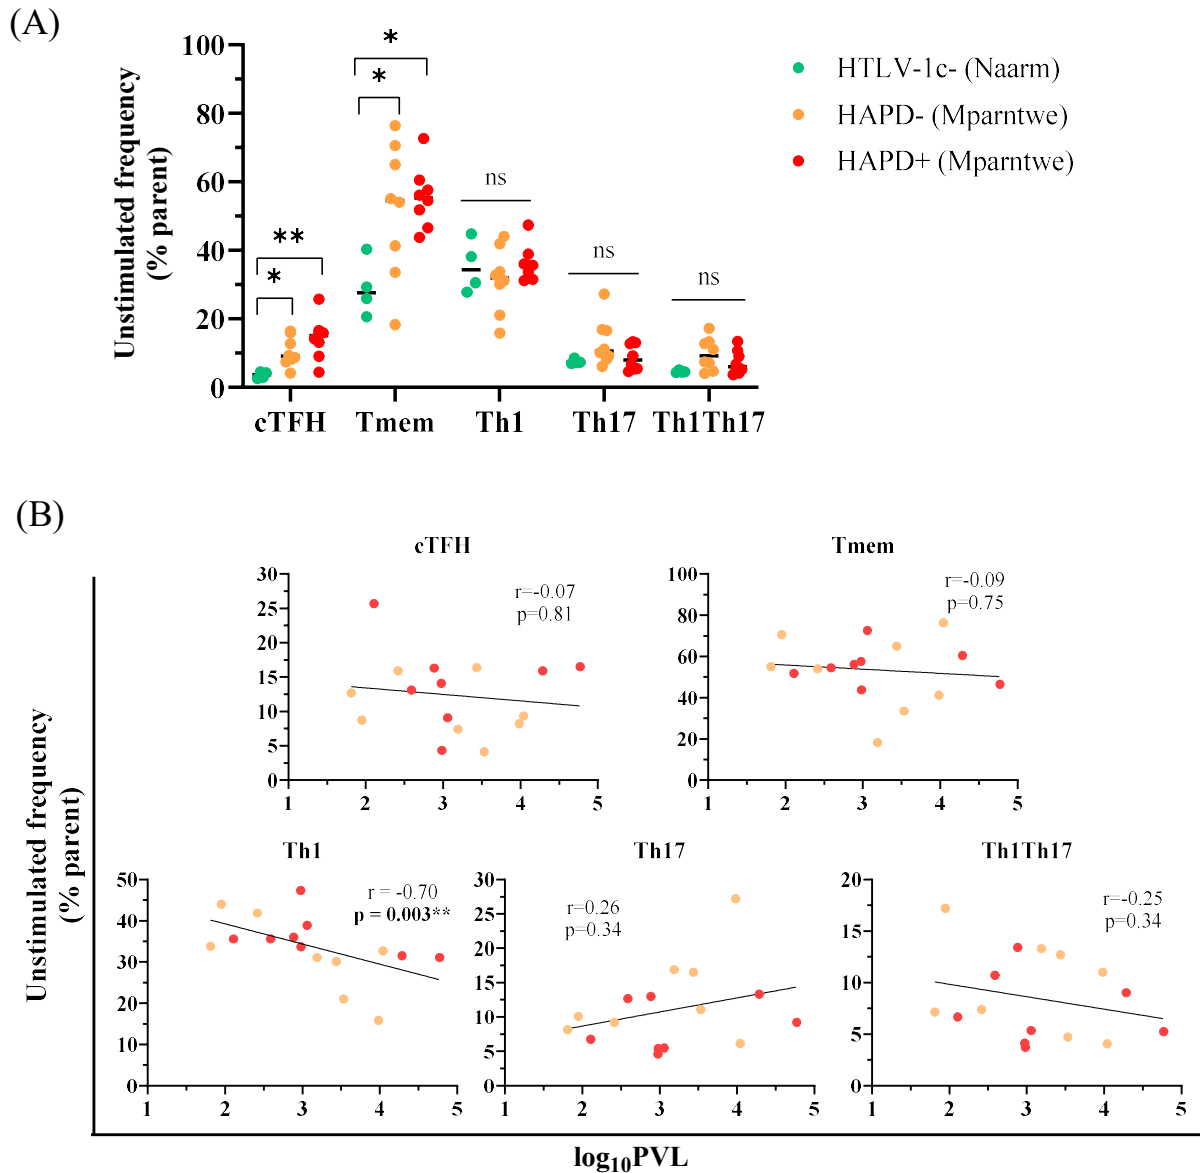 (A)
Unstimulated frequency
(% parent)
100
80
60
40
20
0
*
**
*
*
ns
ns
ns
cTFH
Tmem
Th1
Th17
Th1Th17
HTLV-1c- (Naarm)
HAPD- (Mparntwe)
HAPD+ (Mparntwe)
(B)
Unstimulated frequency
(% parent)
cTFH
r=-0.07
p=0.81
30
25
20
15
10
5
0
1 2 3 4 5
Tmem
r=-0.09
p=0.75
100
80
60
40
20
0
1 2 3 4 5
Th1
r = -0.70
p = 0.003**
50
40
30
20
10
0
1 2 3 4 5
Th17
r=0.26
p=0.34
30
25
20
15
10
5
0
1 2 3 4 5
Th1Th17
r=-0.25
p=0.34
20
15
10
5
0
1 2 3 4 5
log10PVL